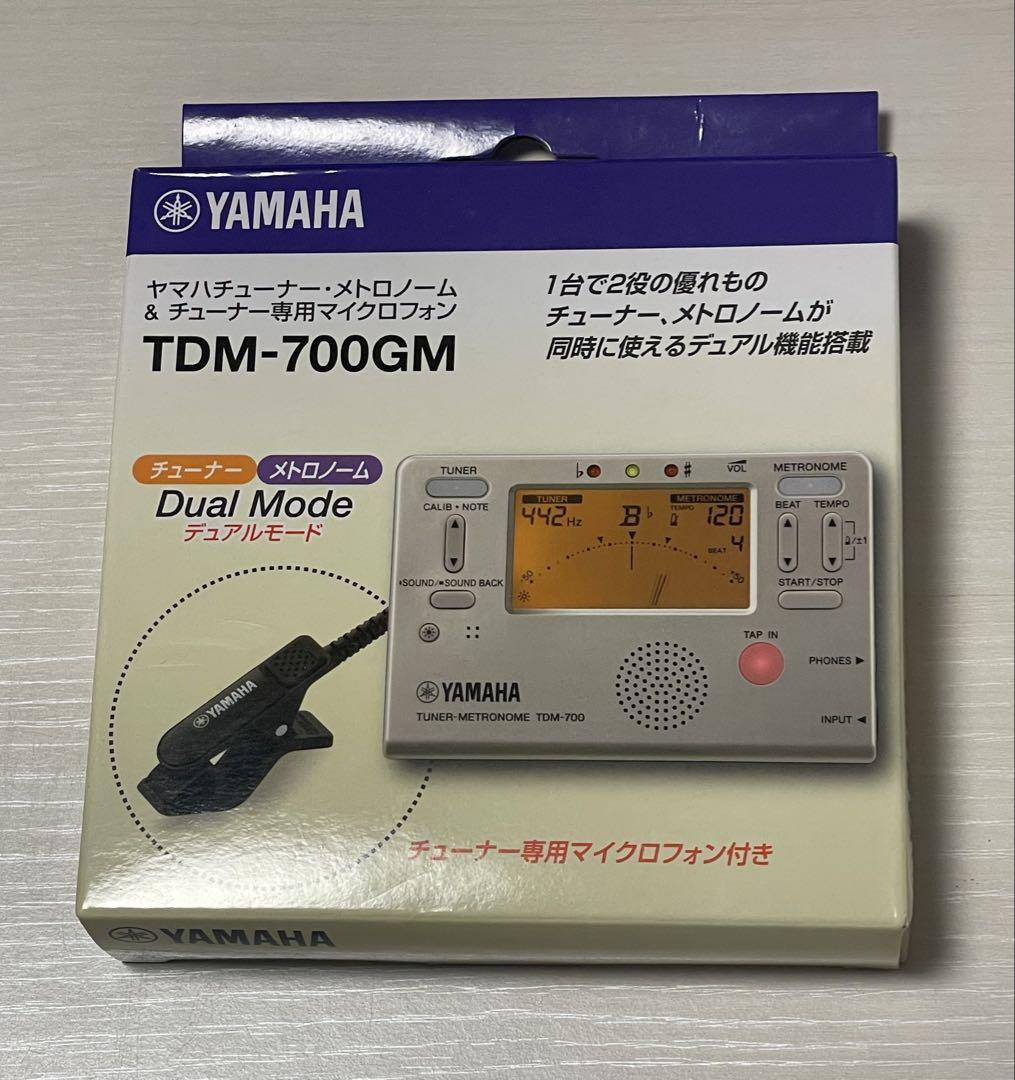 YAMAHA
ヤマハチューナー・メトロノーム
& チューナー専用マイクロフォン
TDM-700GM
1台で2役の優れもの
チューナー、メトロノームが
同時に使えるデュアル機能搭載
チューナー メトロノーム
Dual Mode
デュアルモード
YAMAHA
TUNER ♭ ♯ VOL METRONOME
CALIB • NOTE
BEAT TEMPO
TUNER METRONOME
442 Hz B♭ TEMPO 120
BEAT 4
-50 +50
/±1
•SOUND/■SOUND BACK
START/STOP
TAP IN
PHONES ▶
INPUT ◀
YAMAHA
TUNER-METRONOME TDM-700
チューナー専用マイクロフォン付き
YAMAHA